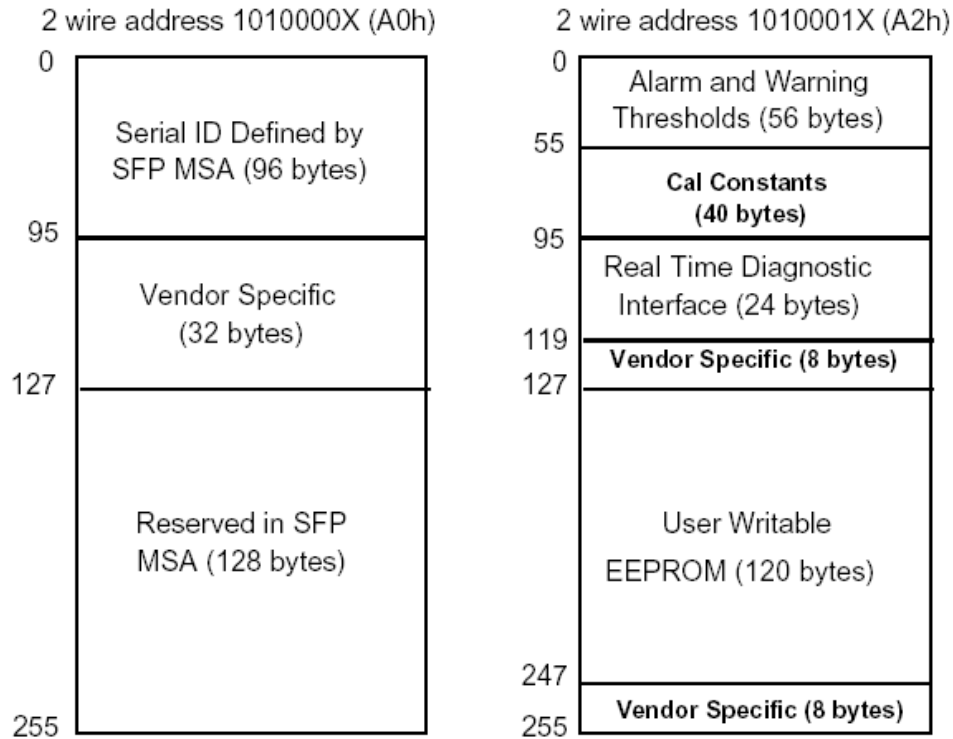 2 wire address 1010000X (A0h)
0
Serial ID Defined by
SFP MSA (96 bytes)
95
Vendor Specific
(32 bytes)
127
Reserved in SFP
MSA (128 bytes)
255
2 wire address 1010001X (A2h)
0
Alarm and Warning
Thresholds (56 bytes)
55
Cal Constants
(40 bytes)
95
Real Time Diagnostic
Interface (24 bytes)
119
Vendor Specific (8 bytes)
127
User Writable
EEPROM (120 bytes)
247
Vendor Specific (8 bytes)
255